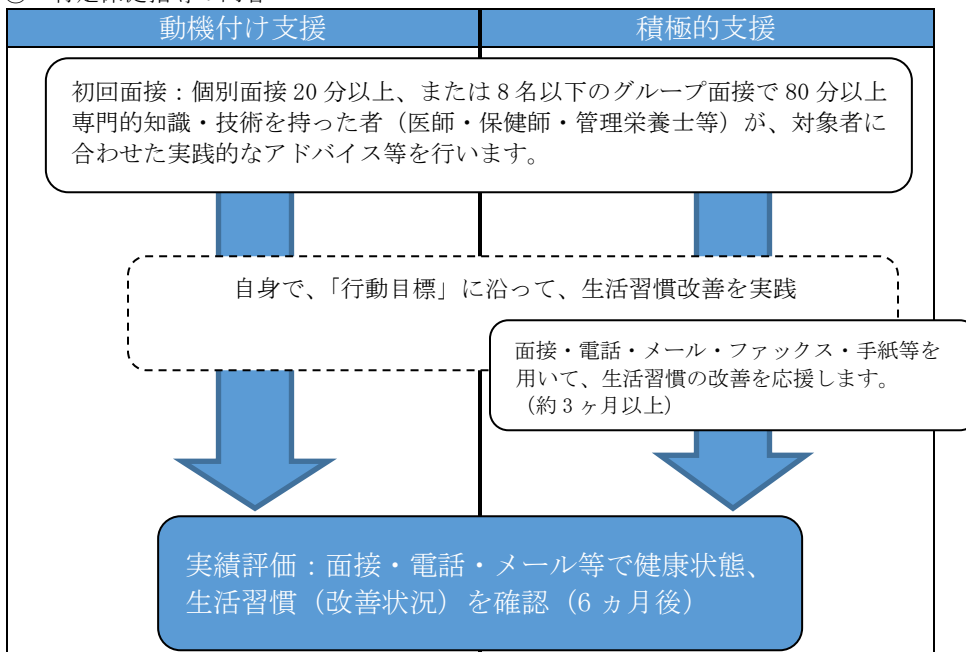 動機付け支援
積極的支援
初回面接：個別面接 20 分以上、または 8 名以下のグループ面接で 80 分以上
専門的知識・技術を持った者（医師・保健師・管理栄養士等）が、対象者に
合わせた実践的なアドバイス等を行います。
自身で、「行動目標」に沿って、生活習慣改善を実践
面接・電話・メール・ファックス・手紙等を
用いて、生活習慣の改善を応援します。
（約 3 ヶ月以上）
実績評価：面接・電話・メール等で健康状態、
生活習慣（改善状況）を確認（6 ヵ月後）